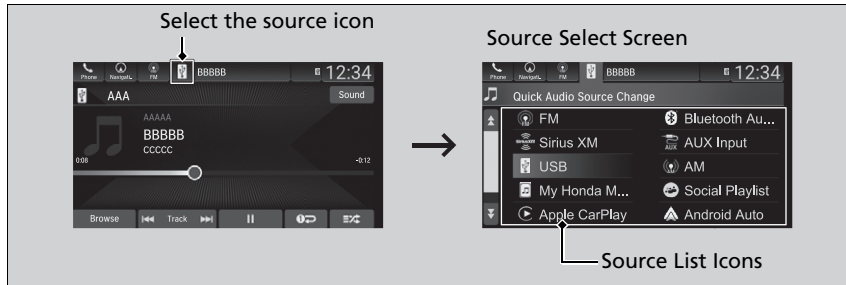 Select the source icon
Source Select Screen
Phone Navigati.. FM BBBBB 12:34
AAA Sound
AAAAA
BBBBB
CCCCC
0:08 -0:12
Browse Track
Phone Navigati.. FM BBBBB 12:34
Quick Audio Source Change
FM Bluetooth Au...
Sirius XM AUX Input
USB AM
My Honda M... Social Playlist
Apple CarPlay Android Auto
Source List Icons